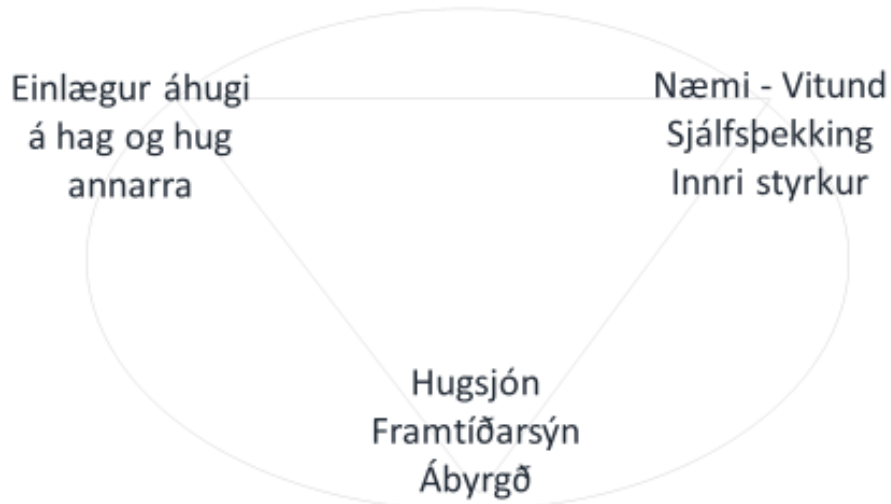 Einlægur áhugi
á hag og hug
annarra
Næmi - Vitund
Sjálfsþekking
Innri styrkur
Hugsjón
Framtíðarsýn
Ábyrgð